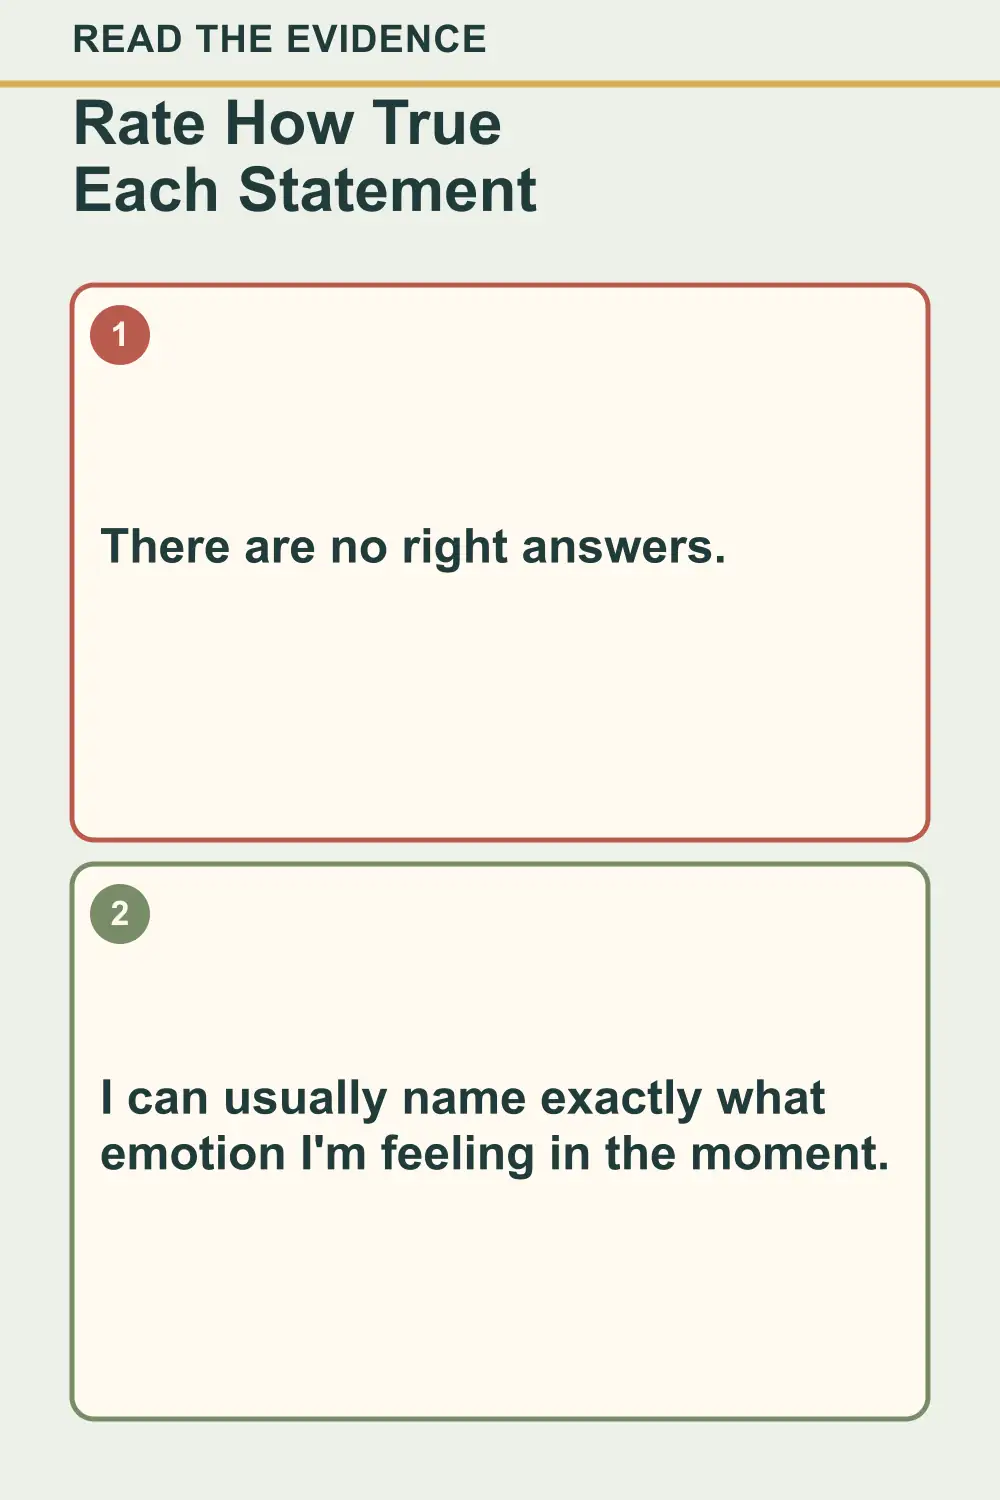 READ THE EVIDENCE
Rate How True
Each Statement
1
There are no right answers.
2
I can usually name exactly what
emotion I'm feeling in the moment.